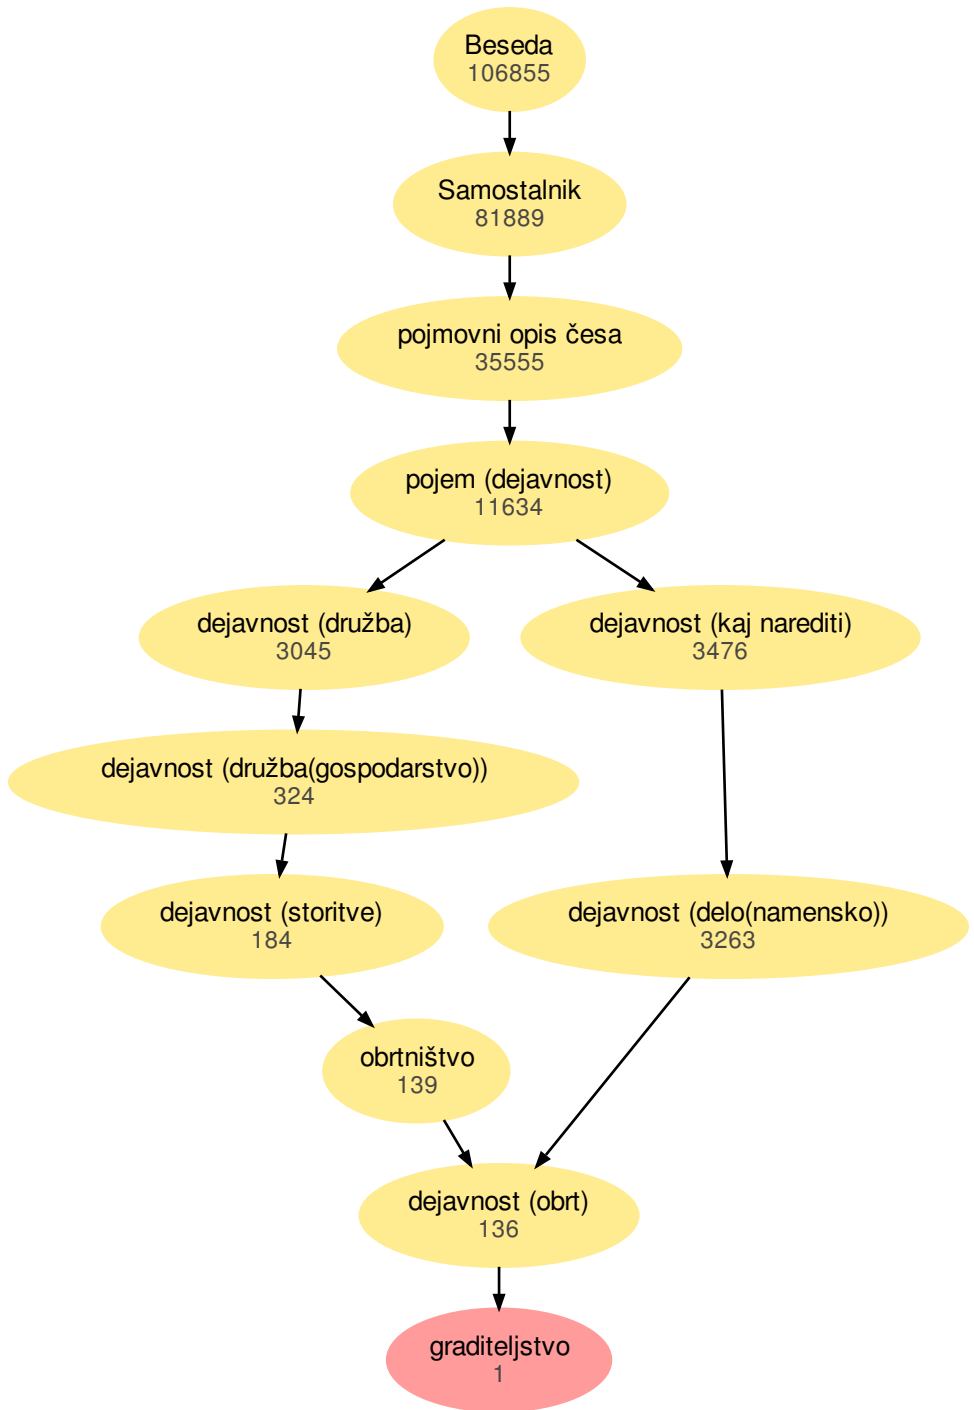 Beseda
106855
Samostalnik
81889
pojmovni opis česa
35555
pojem (dejavnost)
11634
dejavnost (družba)
3045
dejavnost (kaj narediti)
3476
dejavnost (družba(gospodarstvo))
324
dejavnost (storitve)
184
dejavnost (delo(namensko))
3263
obrtništvo
139
dejavnost (obrt)
136
graditeljstvo
1